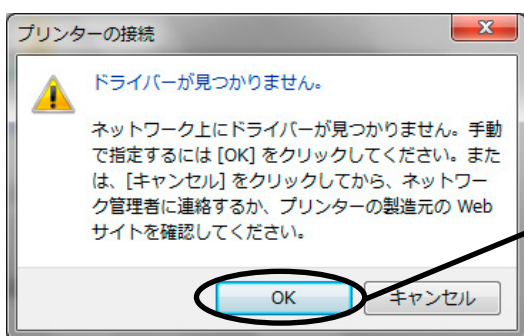 プリンターの接続
ドライバーが見つかりません。
ネットワーク上にドライバーが見つかりません。手動
で指定するには [OK] をクリックしてください。また
は、[キャンセル] をクリックしてから、ネットワー
ク管理者に連絡するか、プリンターの製造元の Web
サイトを確認してください。
OK
キャンセル